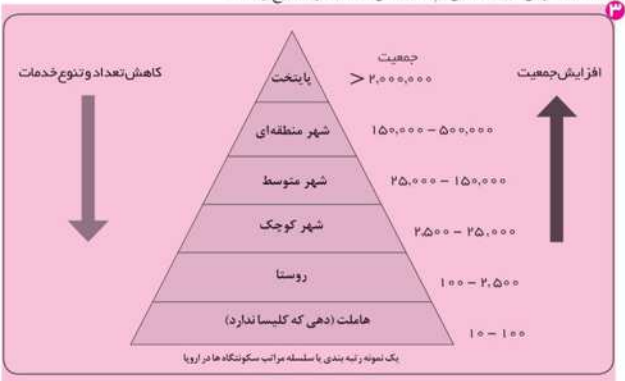 ۳
جمعیت
کاهش تعداد و تنوع خدمات
پایتخت
> ۲,۰۰۰,۰۰۰
افزایش جمعیت
شهر منطقه‌ای
۱۵۰,۰۰۰ – ۵۰۰,۰۰۰
شهر متوسط
۲۵,۰۰۰ – ۱۵۰,۰۰۰
شهر کوچک
۲,۵۰۰ – ۲۵,۰۰۰
روستا
۱۰۰ – ۲,۵۰۰
هاملت (دهی که کلیسا ندارد)
۱۰ – ۱۰۰
یک نمونه رتبه بندی یا سلسله مراتب سکونتگاه ها در اروپا